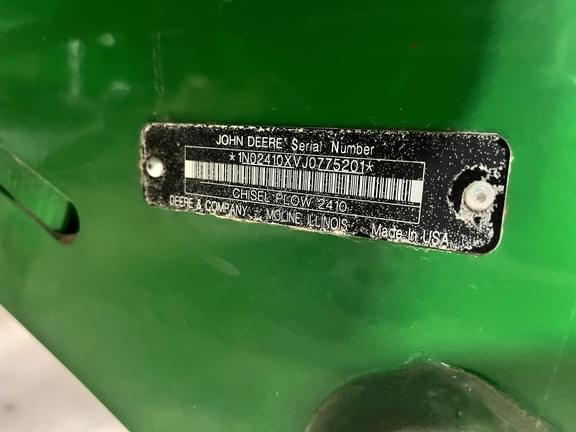 JOHN DEERE Serial Number
*1N02410XVJ0775201*
CHISEL PLOW 2410
DEERE & COMPANY MOLINE ILLINOIS Made in USA